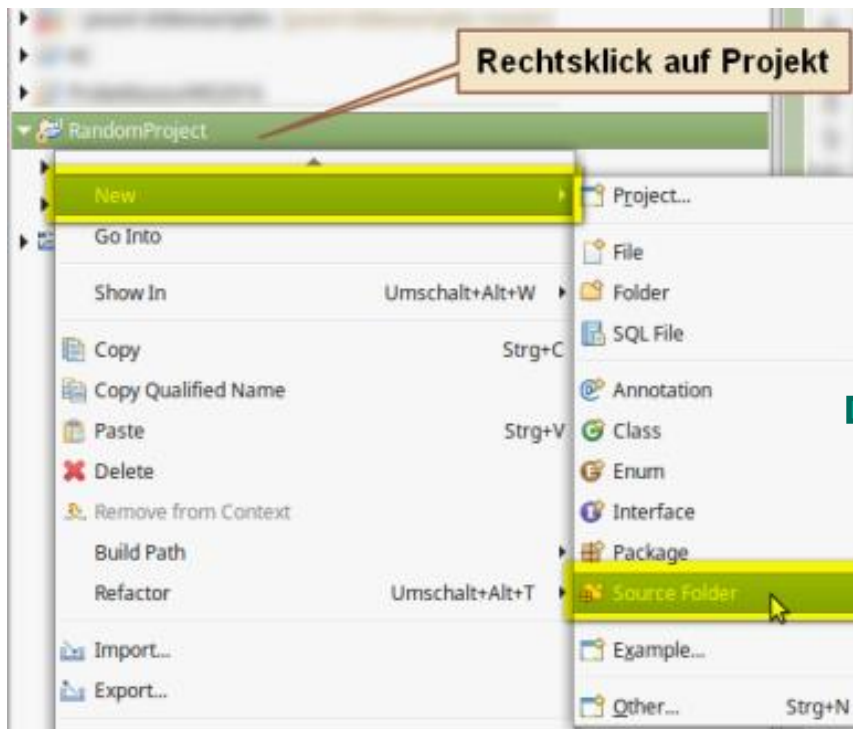 Rechtsklick auf Projekt
RandomProject
New
Go Into
Show In Umschalt+Alt+W
Copy Strg+C
Copy Qualified Name
Paste Strg+V
Delete
Remove from Context
Build Path
Refactor Umschalt+Alt+T
Import...
Export...
Project...
File
Folder
SQL File
Annotation
Class
Enum
Interface
Package
Source Folder
Example...
Other... Strg+N